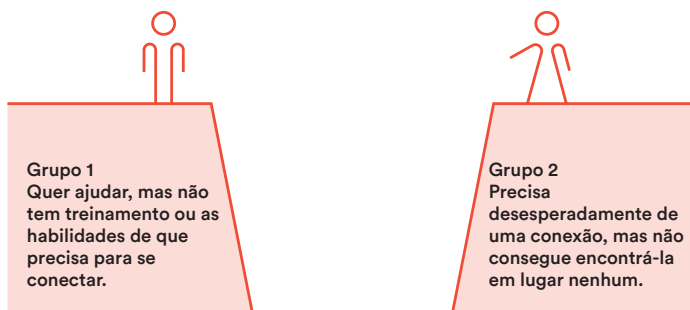 Grupo 1
Quer ajudar, mas não
tem treinamento ou as
habilidades de que
precisa para se
conectar.
Grupo 2
Precisa
desesperadamente de
uma conexão, mas não
consegue encontrá-la
em lugar nenhum.